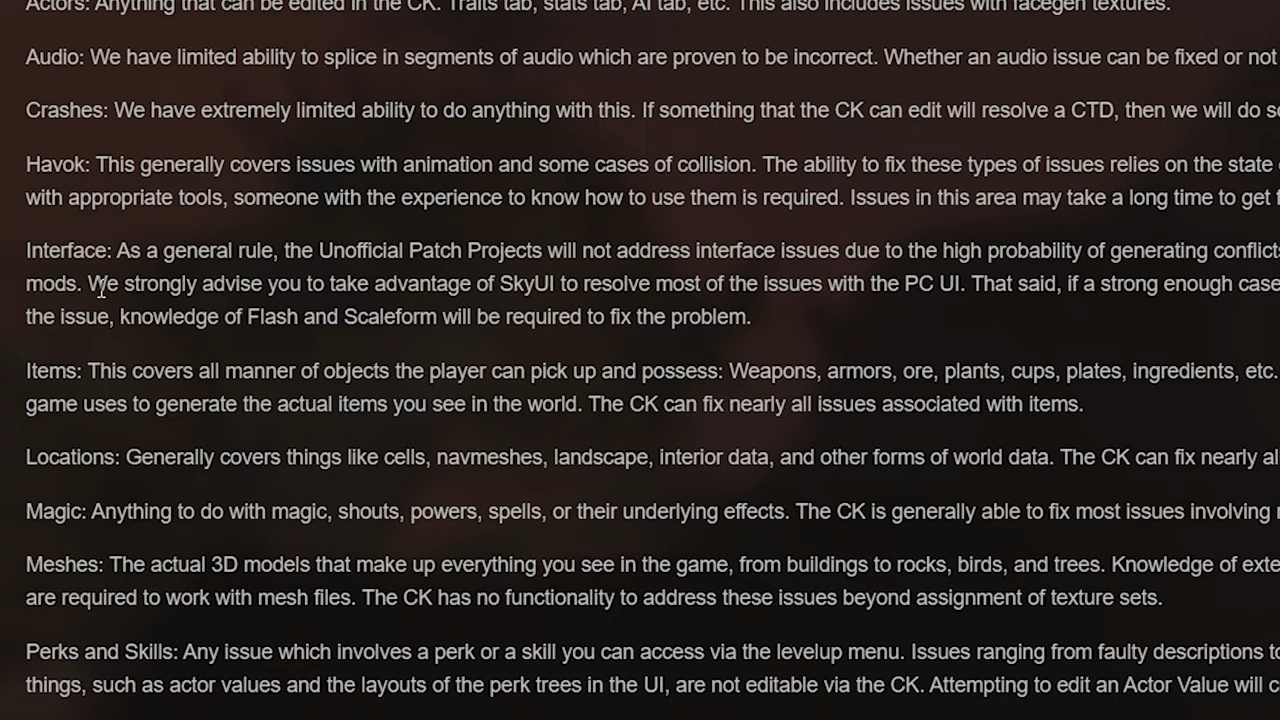 Actors: Anything that can be edited in the CK. Traits tab, stats tab, AI tab, etc. This also includes issues with facegen textures.
Audio: We have limited ability to splice in segments of audio which are proven to be incorrect. Whether an audio issue can be fixed or not
Crashes: We have extremely limited ability to do anything with this. If something that the CK can edit will resolve a CTD, then we will do so
Havok: This generally covers issues with animation and some cases of collision. The ability to fix these types of issues relies on the state
with appropriate tools, someone with the experience to know how to use them is required. Issues in this area may take a long time to get
Interface: As a general rule, the Unofficial Patch Projects will not address interface issues due to the high probability of generating conflicts
mods. We strongly advise you to take advantage of SkyUI to resolve most of the issues with the PC UI. That said, if a strong enough case
the issue, knowledge of Flash and Scaleform will be required to fix the problem.
Items: This covers all manner of objects the player can pick up and possess: Weapons, armors, ore, plants, cups, plates, ingredients, etc.
game uses to generate the actual items you see in the world. The CK can fix nearly all issues associated with items.
Locations: Generally covers things like cells, navmeshes, landscape, interior data, and other forms of world data. The CK can fix nearly al
Magic: Anything to do with magic, shouts, powers, spells, or their underlying effects. The CK is generally able to fix most issues involving
Meshes: The actual 3D models that make up everything you see in the game, from buildings to rocks, birds, and trees. Knowledge of exte
are required to work with mesh files. The CK has no functionality to address these issues beyond assignment of texture sets.
Perks and Skills: Any issue which involves a perk or a skill you can access via the levelup menu. Issues ranging from faulty descriptions to
things, such as actor values and the layouts of the perk trees in the UI, are not editable via the CK. Attempting to edit an Actor Value will c